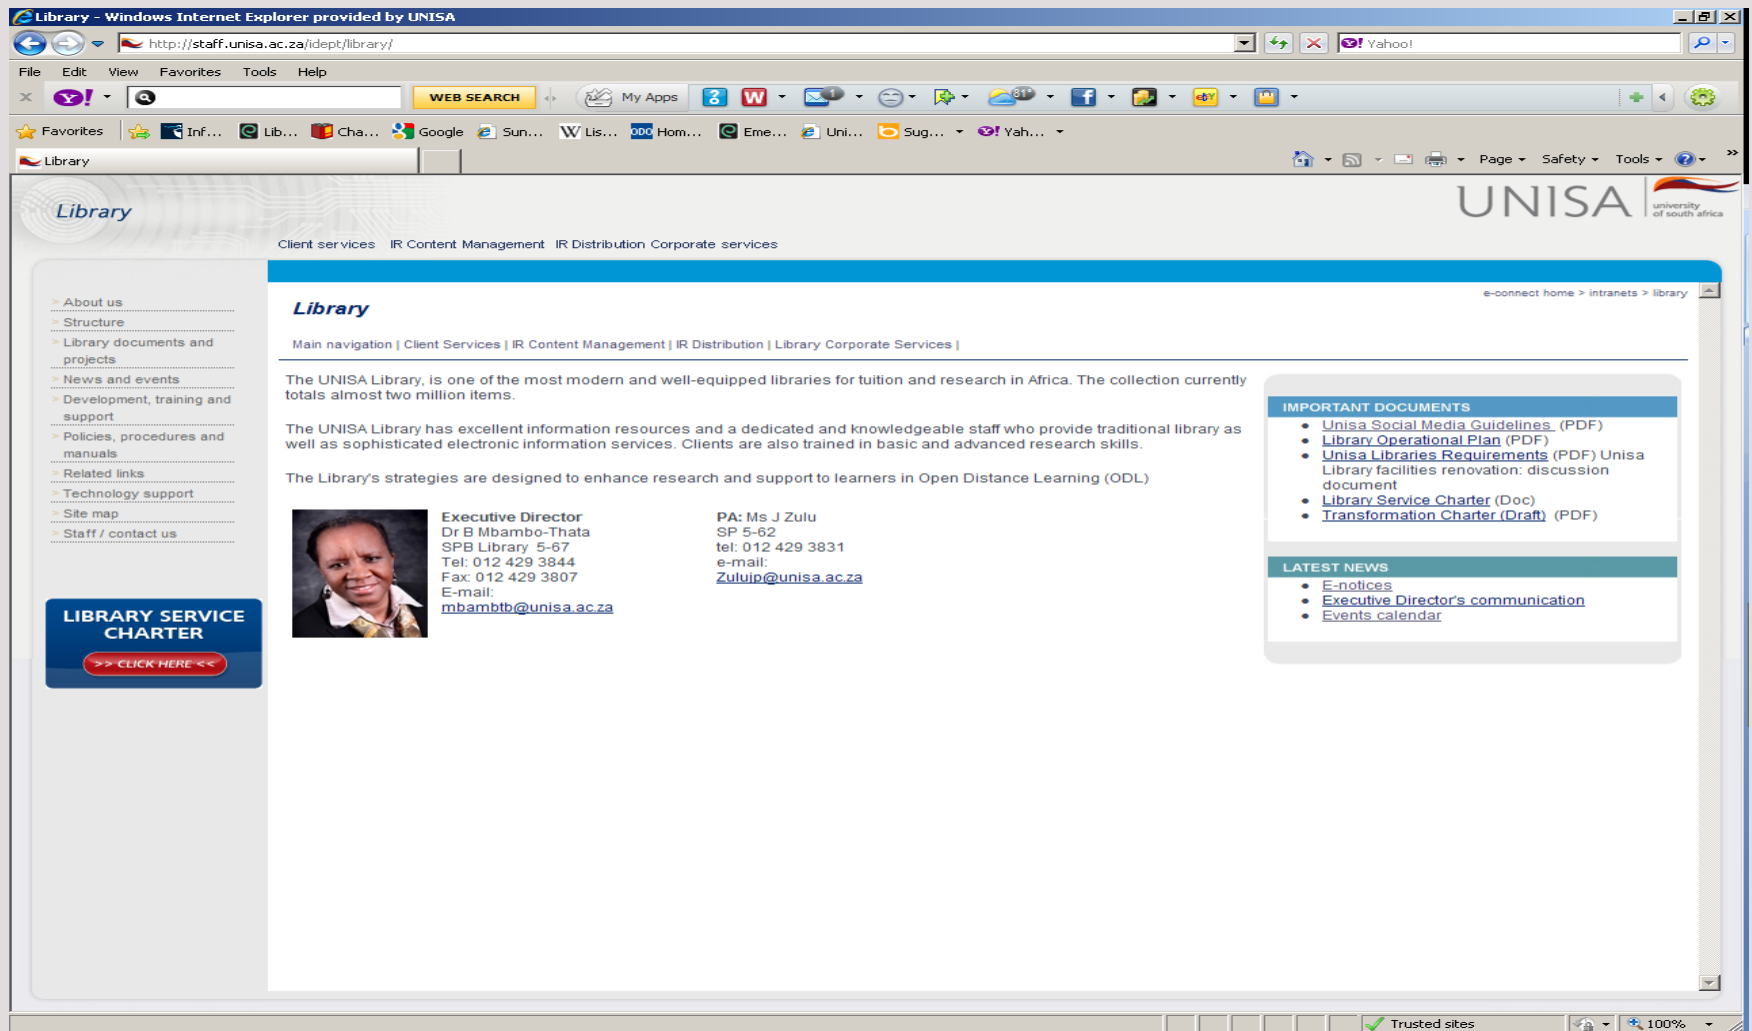 Library - Windows Internet Explorer provided by UNISA
http://staff.unisa.ac.za/idept/library/
Yahoo!
File Edit View Favorites Tools Help
WEB SEARCH
My Apps
1
81°
Favorites Inf... Lib... Cha... Google Sun... Lis... Hom... Eme... Uni... Sug... Yah...
Library
Page Safety Tools
Library
UNISA
university
of south africa
Client services IR Content Management IR Distribution Corporate services
e-connect home > intranets > library
> About us
> Structure
> Library documents and
projects
> News and events
> Development, training and
support
> Policies, procedures and
manuals
> Related links
> Technology support
> Site map
> Staff / contact us
LIBRARY SERVICE
CHARTER
>> CLICK HERE <<
Library
Main navigation | Client Services | IR Content Management | IR Distribution | Library Corporate Services |
The UNISA Library, is one of the most modern and well-equipped libraries for tuition and research in Africa. The collection currently
totals almost two million items.
The UNISA Library has excellent information resources and a dedicated and knowledgeable staff who provide traditional library as
well as sophisticated electronic information services. Clients are also trained in basic and advanced research skills.
The Library's strategies are designed to enhance research and support to learners in Open Distance Learning (ODL)
Executive Director
Dr B Mbambo-Thata
SPB Library 5-67
Tel: 012 429 3844
Fax: 012 429 3807
E-mail:
mbambtb@unisa.ac.za
PA: Ms J Zulu
SP 5-62
tel: 012 429 3831
e-mail:
Zulujp@unisa.ac.za
IMPORTANT DOCUMENTS
Unisa Social Media Guidelines (PDF)
Library Operational Plan (PDF)
Unisa Libraries Requirements (PDF) Unisa
Library facilities renovation: discussion
document
Library Service Charter (Doc)
Transformation Charter (Draft) (PDF)
LATEST NEWS
E-notices
Executive Director's communication
Events calendar
Trusted sites
100%